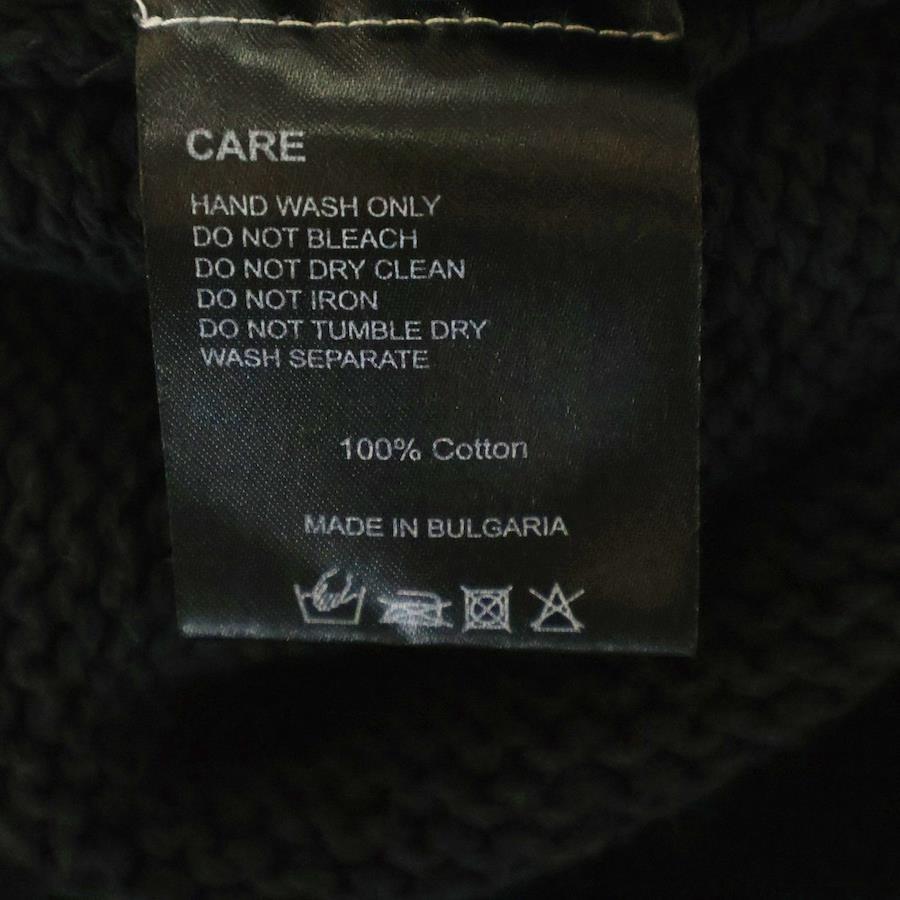 CARE
HAND WASH ONLY
DO NOT BLEACH
DO NOT DRY CLEAN
DO NOT IRON
DO NOT TUMBLE DRY
WASH SEPARATE
100% Cotton
MADE IN BULGARIA